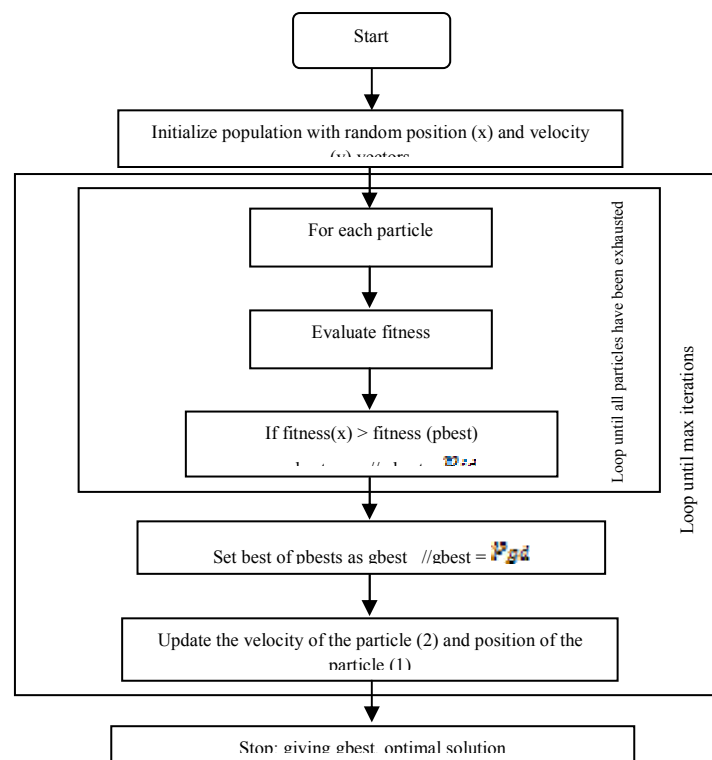 Start
Initialize population with random position (x) and velocity
(v) vectors
For each particle
Evaluate fitness
If fitness(x) > fitness (pbest)
Loop until all particles have been exhausted
Loop until max iterations
Set best of pbests as gbest //gbest = Pgd
Update the velocity of the particle (2) and position of the
particle (1)
Stop: giving gbest, optimal solution